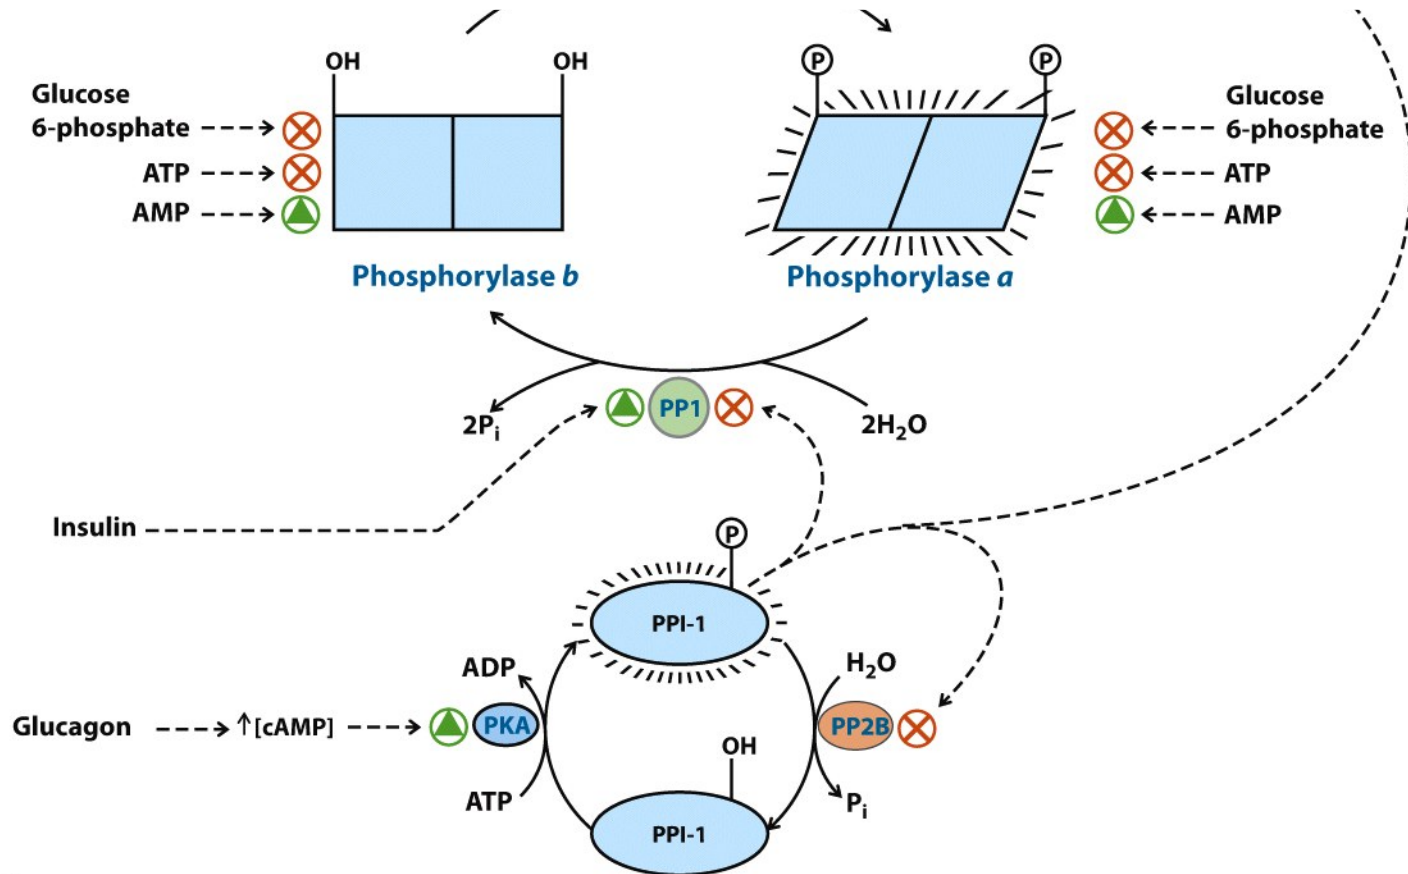 OH
OH
P
P
Glucose
6-phosphate
ATP
AMP
Glucose
6-phosphate
ATP
AMP
Phosphorylase b
Phosphorylase a
2Pi
PP1
2H2O
Insulin
P
PPI-1
ADP
H2O
Glucagon
↑[cAMP]
PKA
PP2B
OH
ATP
Pi
PPI-1